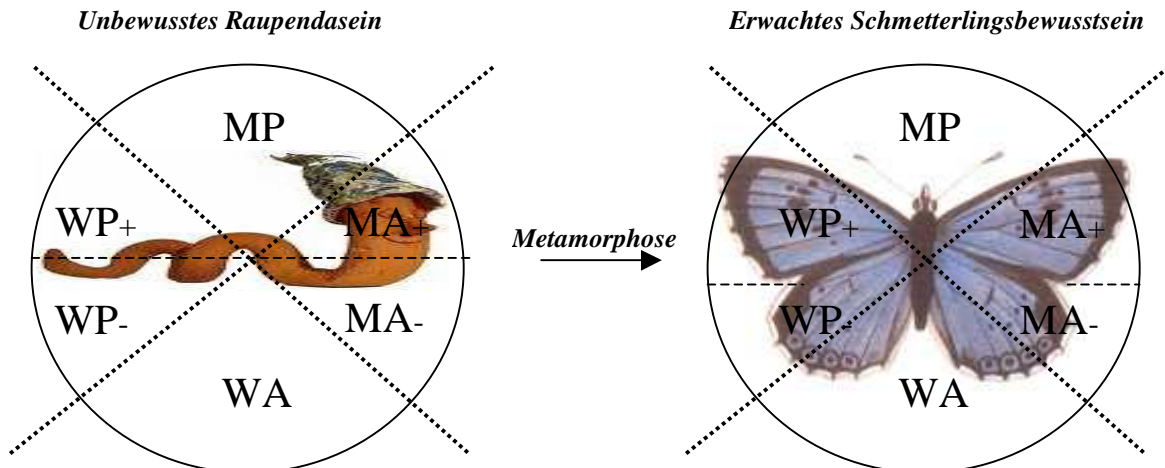 Unbewusstes Raupendasein
Erwachtes Schmetterlingsbewusstsein
MP
WP+
MA+
WP-
MA-
WA
Metamorphose
MP
WP+
MA+
WP-
MA-
WA